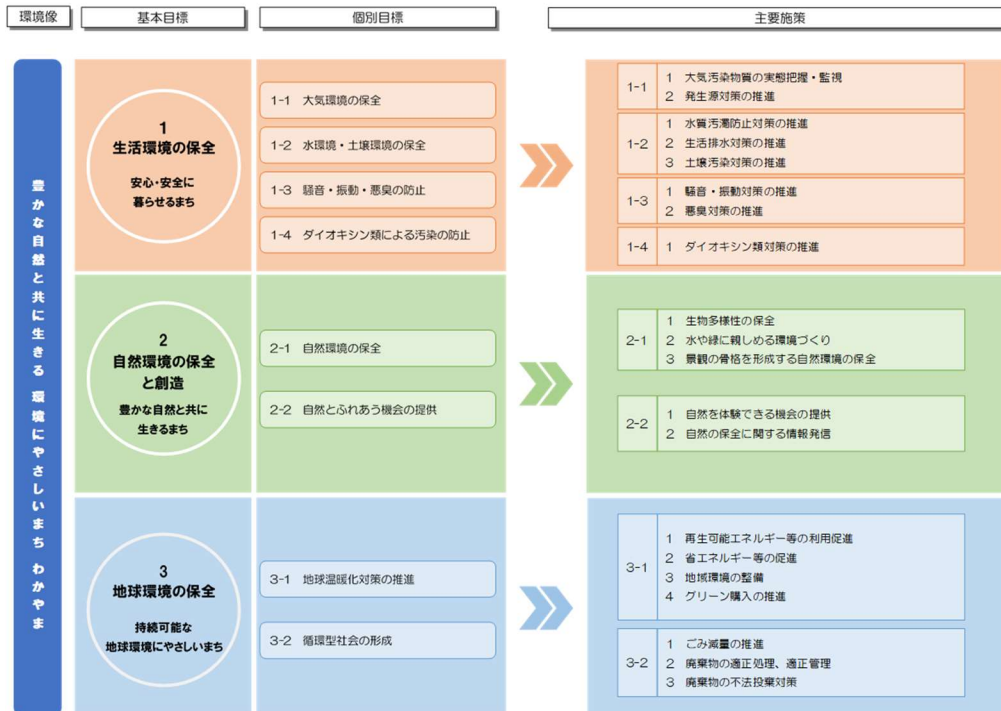 環境像
基本目標
個別目標
主要施策
豊かな自然と共に生きる 環境にやさしいまち わかやま
1
生活環境の保全
安心・安全に
暮らせるまち
1-1 大気環境の保全
1-2 水環境・土壌環境の保全
1-3 騒音・振動・悪臭の防止
1-4 ダイオキシン類による汚染の防止
1-1
1 大気汚染物質の実態把握・監視
2 発生源対策の推進
1-2
1 水質汚濁防止対策の推進
2 生活排水対策の推進
3 土壌汚染対策の推進
1-3
1 騒音・振動対策の推進
2 悪臭対策の推進
1-4
1 ダイオキシン類対策の推進
2
自然環境の保全
と創造
豊かな自然と共に
生きるまち
2-1 自然環境の保全
2-2 自然とふれあう機会の提供
2-1
1 生物多様性の保全
2 水や緑に親しめる環境づくり
3 景観の骨格を形成する自然環境の保全
2-2
1 自然を体験できる機会の提供
2 自然の保全に関する情報発信
3
地球環境の保全
持続可能な
地球環境にやさしいまち
3-1 地球温暖化対策の推進
3-2 循環型社会の形成
3-1
1 再生可能エネルギー等の利用促進
2 省エネルギー等の促進
3 地域環境の整備
4 グリーン購入の推進
3-2
1 ごみ減量の推進
2 廃棄物の適正処理、適正管理
3 廃棄物の不法投棄対策